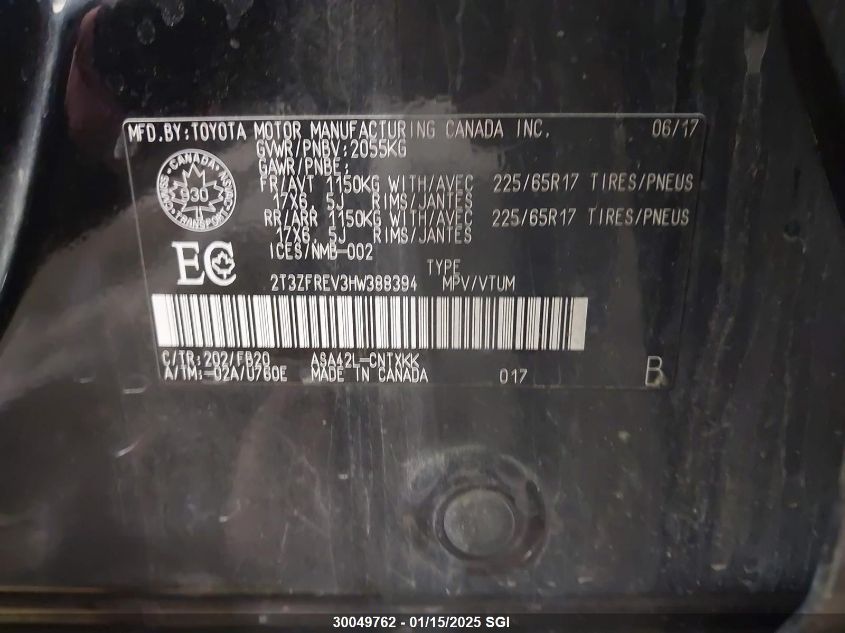 MFD.BY:TOYOTA MOTOR MANUFACTURING CANADA INC. 06/17
GVWR/PNBV:2055KG
GAWR/PNBE:
FR/AVT 1150KG WITH/AVEC 225/65R17 TIRES/PNEUS
17X6.5J RIMS/JANTES
RR/ARR 1150KG WITH/AVEC 225/65R17 TIRES/PNEUS
17X6.5J RIMS/JANTES
ICES/NMB-002
CANADA
930
TRANSPORT
EC
TYPE
2T3ZFREV3HW388394 MPV/VTUM
C/TR:202/FB20 ASA42L-CNTXKK
A/TM:-02A/U760E MADE IN CANADA 017 B
30049762 - 01/15/2025 SGI